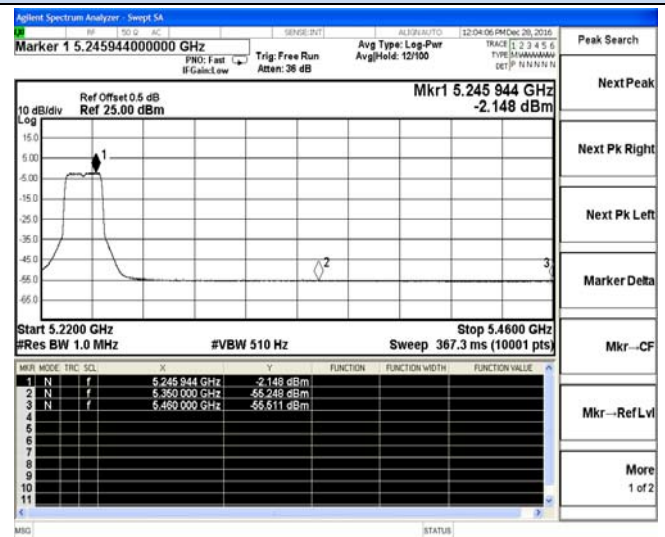 Agilent Spectrum Analyzer - Swept SA
RF 50 Ω AC SENSE:INT ALIGN AUTO 12:04:06 PM Dec 28, 2016
Marker 1 5.245944000000 GHz
PNO: Fast
IFGain:Low
Trig: Free Run
Atten: 36 dB
Avg Type: Log-Pwr
Avg|Hold: 12/100
TRACE 1 2 3 4 5 6
TYPE MWWWWW
DET P N N N N N
Peak Search
Next Peak
Next Pk Right
Next Pk Left
Marker Delta
Mkr→CF
Mkr→RefLvl
More
1 of 2
Ref Offset 0.5 dB
10 dB/div Ref 25.00 dBm
Mkr1 5.245 944 GHz
-2.148 dBm
Log
15.0
5.00
-5.00
-15.0
-25.0
-35.0
-45.0
-55.0
-65.0
1
2
3
Start 5.2200 GHz Stop 5.4600 GHz
#Res BW 1.0 MHz #VBW 510 Hz Sweep 367.3 ms (10001 pts)
MKR MODE TRC SCL X Y FUNCTION FUNCTION WIDTH FUNCTION VALUE
1 N f 5.245 944 GHz -2.148 dBm
2 N f 5.350 000 GHz -55.248 dBm
3 N f 5.460 000 GHz -55.511 dBm
4
5
6
7
8
9
10
11
MSG STATUS